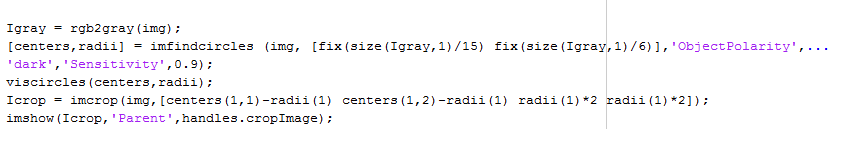 Igray = rgb2gray(img);
[centers,radii] = imfindcircles (img, [fix(size(Igray,1)/15) fix(size(Igray,1)/6)],'ObjectPolarity',...
'dark','Sensitivity',0.9);
viscircles(centers,radii);
Icrop = imcrop(img,[centers(1,1)-radii(1) centers(1,2)-radii(1) radii(1)*2 radii(1)*2]);
imshow(Icrop,'Parent',handles.cropImage);